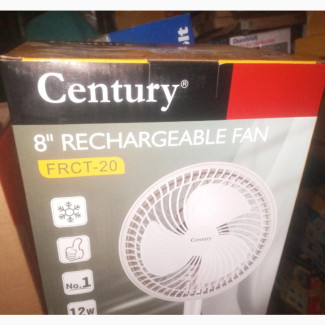 Century®
8" RECHARGEABLE FAN
FRCT-20
Century
No.1
12w